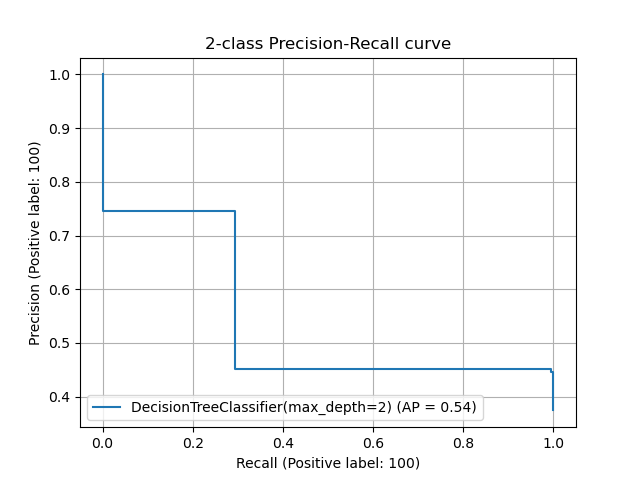 2-class Precision-Recall curve
1.0
0.9
0.8
0.7
0.6
0.5
0.4
Precision (Positive label: 100)
DecisionTreeClassifier(max_depth=2) (AP = 0.54)
0.0 0.2 0.4 0.6 0.8 1.0
Recall (Positive label: 100)